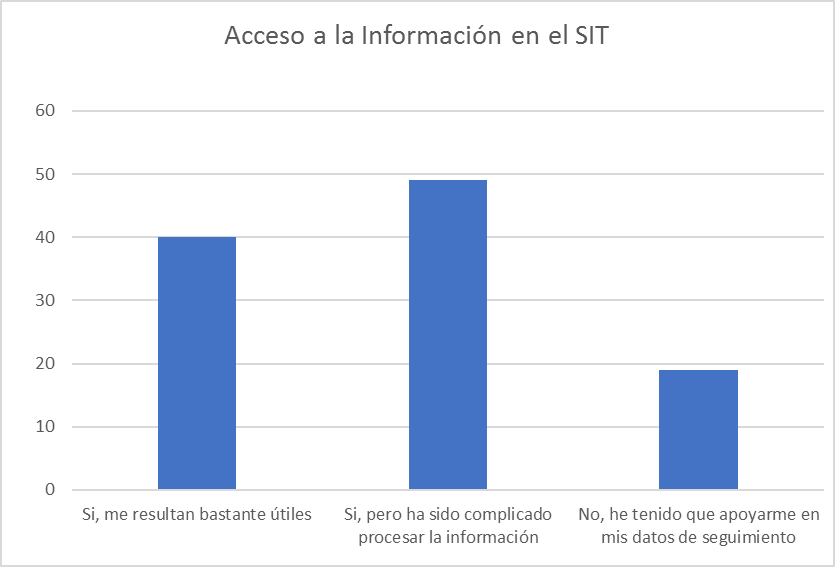 Acceso a la Información en el SIT
60
50
40
30
20
10
0
Si, me resultan bastante útiles
Si, pero ha sido complicado
procesar la información
No, he tenido que apoyarme en
mis datos de seguimiento